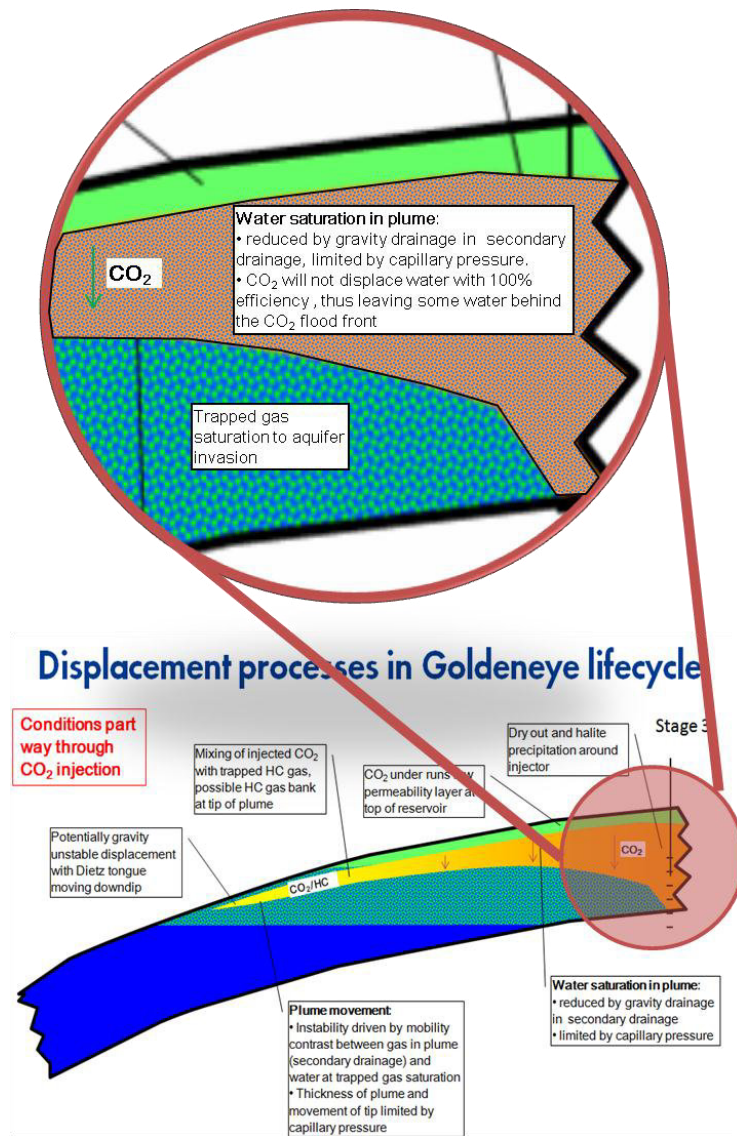 Water saturation in plume:
• reduced by gravity drainage in secondary
drainage, limited by capillary pressure.
• CO₂ will not displace water with 100%
efficiency , thus leaving some water behind
the CO₂ flood front
CO₂
Trapped gas
saturation to aquifer
invasion
Displacement processes in Goldeneye lifecycle
Conditions part
way through
CO₂ injection
Mixing of injected CO₂
with trapped HC gas,
possible HC gas bank
at tip of plume
Dry out and halite
precipitation around
injector
Stage 3
CO₂ under runs
permeability layer at
top of reservoir
Potentially gravity
unstable displacement
with Dietz tongue
moving downdip
CO₂/HC
CO₂
Plume movement:
• Instability driven by mobility
contrast between gas in plume
(secondary drainage) and
water at trapped gas saturation
• Thickness of plume and
movement of tip limited by
capillary pressure
Water saturation in plume:
• reduced by gravity drainage
in secondary drainage
• limited by capillary pressure